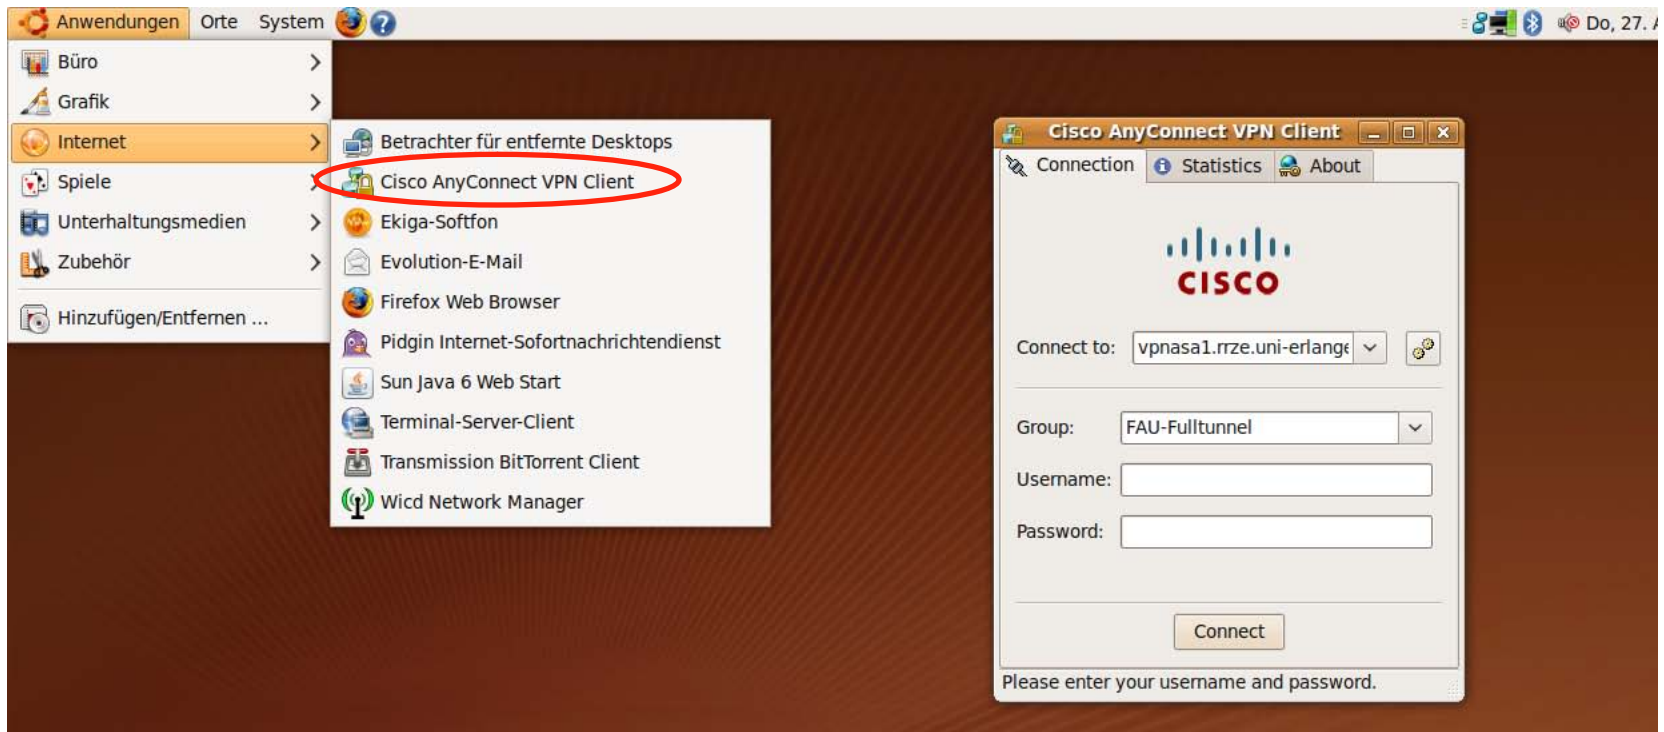 Anwendungen Orte System
Do, 27.
Büro
Grafik
Internet
Spiele
Unterhaltungsmedien
Zubehör
Hinzufügen/Entfernen ...
Betrachter für entfernte Desktops
Cisco AnyConnect VPN Client
Ekiga-Softfon
Evolution-E-Mail
Firefox Web Browser
Pidgin Internet-Sofortnachrichtendienst
Sun Java 6 Web Start
Terminal-Server-Client
Transmission BitTorrent Client
Wicd Network Manager
Cisco AnyConnect VPN Client
Connection Statistics About
CISCO
Connect to: vpnasa1.rrze.uni-erlange
Group: FAU-Fulltunnel
Username:
Password:
Connect
Please enter your username and password.